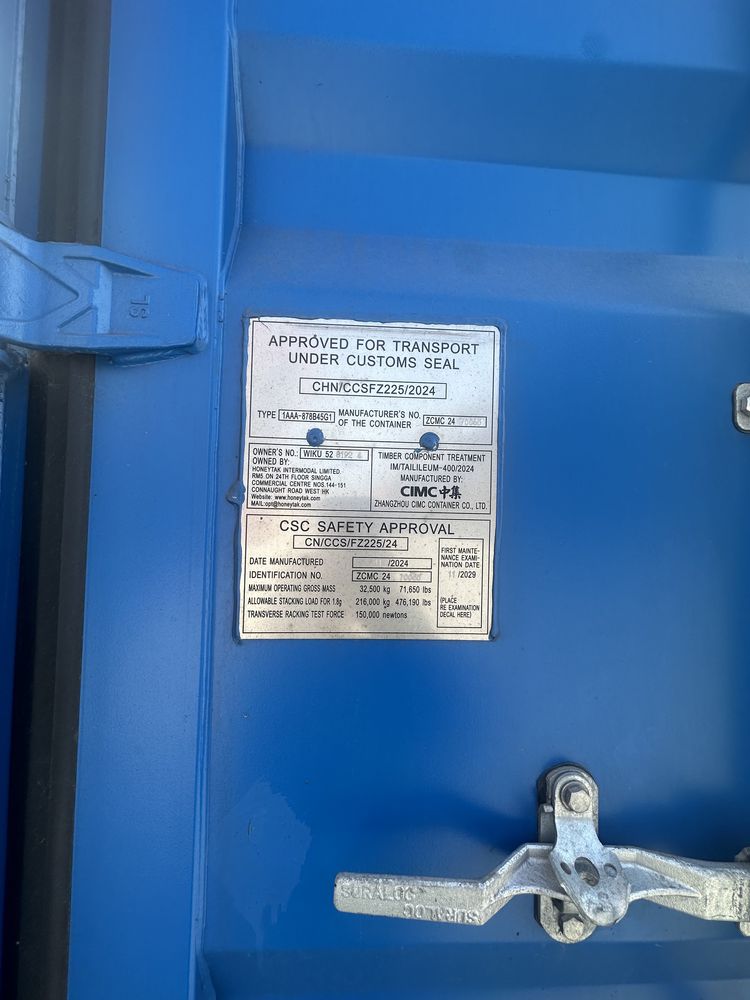 SL
APPROVED FOR TRANSPORT
UNDER CUSTOMS SEAL
CHN/CCSFZ225/2024
TYPE 1AAA-878B45G1 MANUFACTURER'S NO. OF THE CONTAINER ZCMC 24
OWNER'S NO.: WIKU 52
OWNED BY:
HONEYTAK INTERMODAL LIMITED.
RM5 ON 24TH FLOOR SINGGA
COMMERCIAL CENTRE NOS.144-151
CONNAUGHT ROAD WEST HK
Website: www.honeytak.com
MAIL:opt@honeytak.com
TIMBER COMPONENT TREATMENT
IM/TAILILEUM-400/2024
MANUFACTURED BY:
CIMC中集
ZHANGZHOU CIMC CONTAINER CO., LTD.
CSC SAFETY APPROVAL
CN/CCS/FZ225/24
DATE MANUFACTURED /2024
IDENTIFICATION NO. ZCMC 24
MAXIMUM OPERATING GROSS MASS 32,500 kg 71,650 lbs
ALLOWABLE STACKING LOAD FOR 1.8g 216,000 kg 476,190 lbs
TRANSVERSE RACKING TEST FORCE 150,000 newtons
FIRST MAINTE-
NANCE EXAMI-
NATION DATE
11/2029
(PLACE
RE EXAMINATION
DECAL HERE)
SURALOC
SURALOC